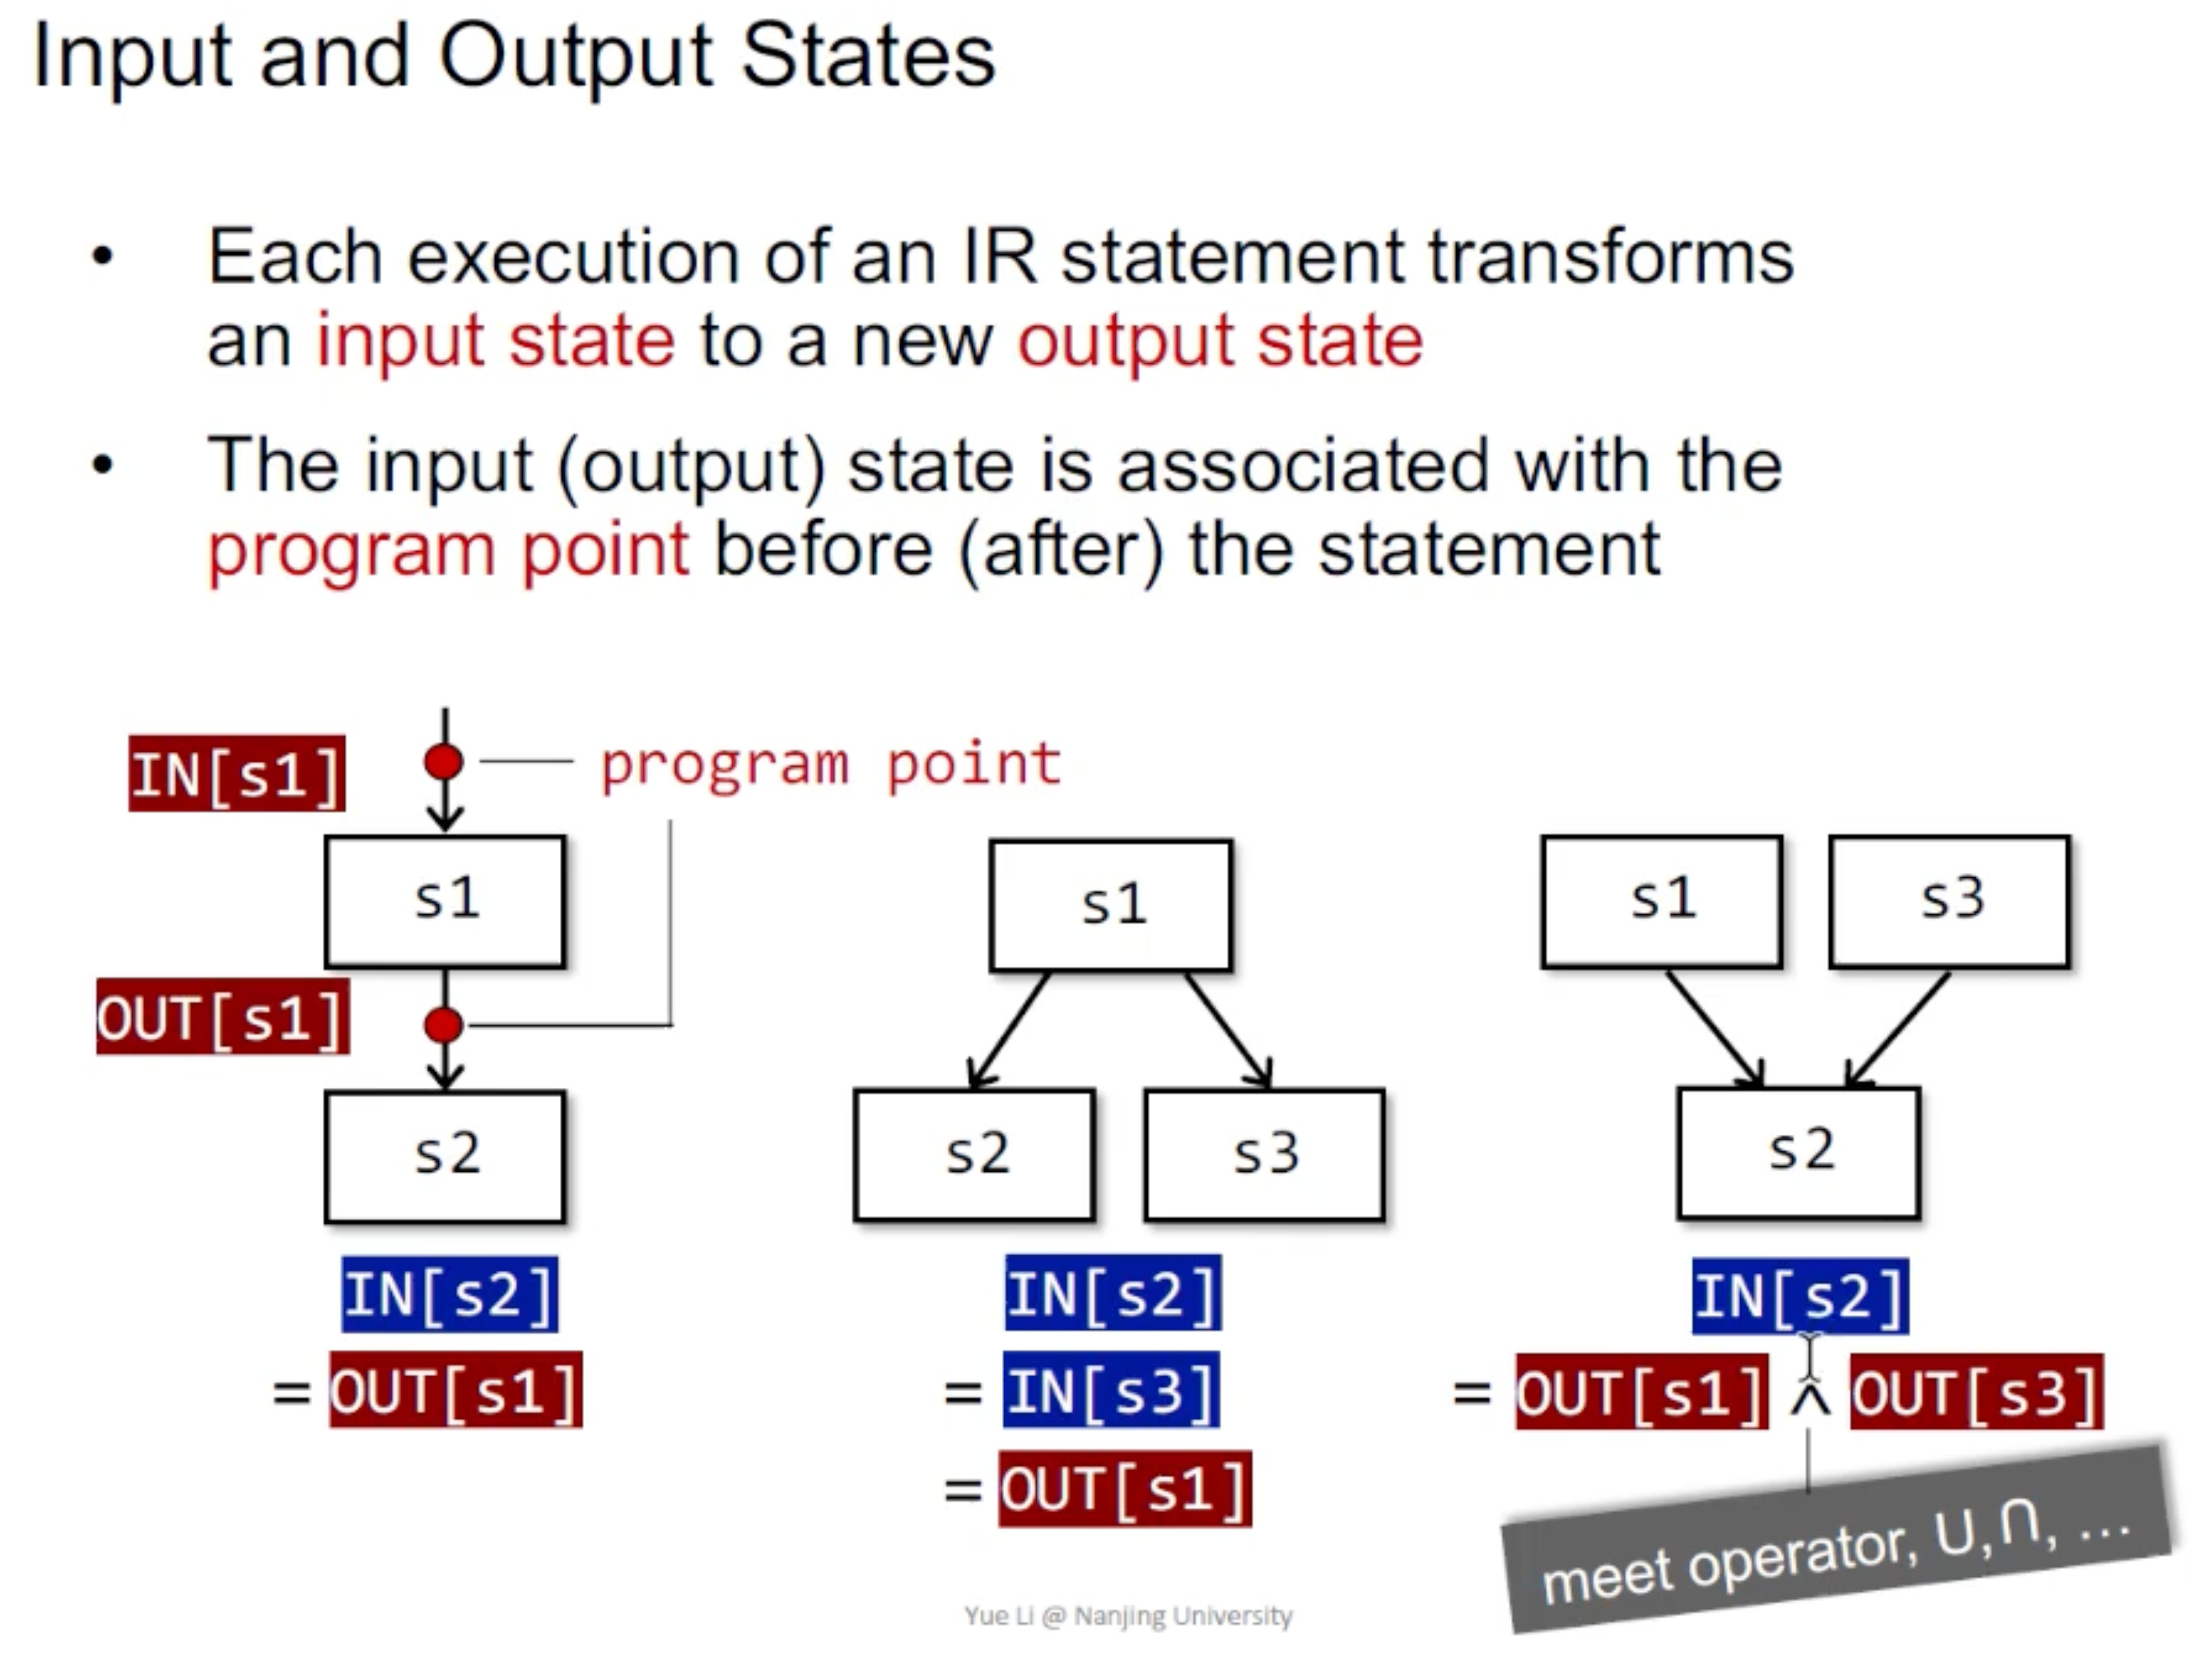 Input and Output States
• Each execution of an IR statement transforms
an input state to a new output state
• The input (output) state is associated with the
program point before (after) the statement
IN[s1]
program point
s1
OUT[s1]
s2
IN[s2]
= OUT[s1]
s1
s2 s3
IN[s2]
= IN[s3]
= OUT[s1]
s1 s3
s2
IN[s2]
= OUT[s1] ∧ OUT[s3]
meet operator, ∪,∩, ...
Yue Li @ Nanjing University